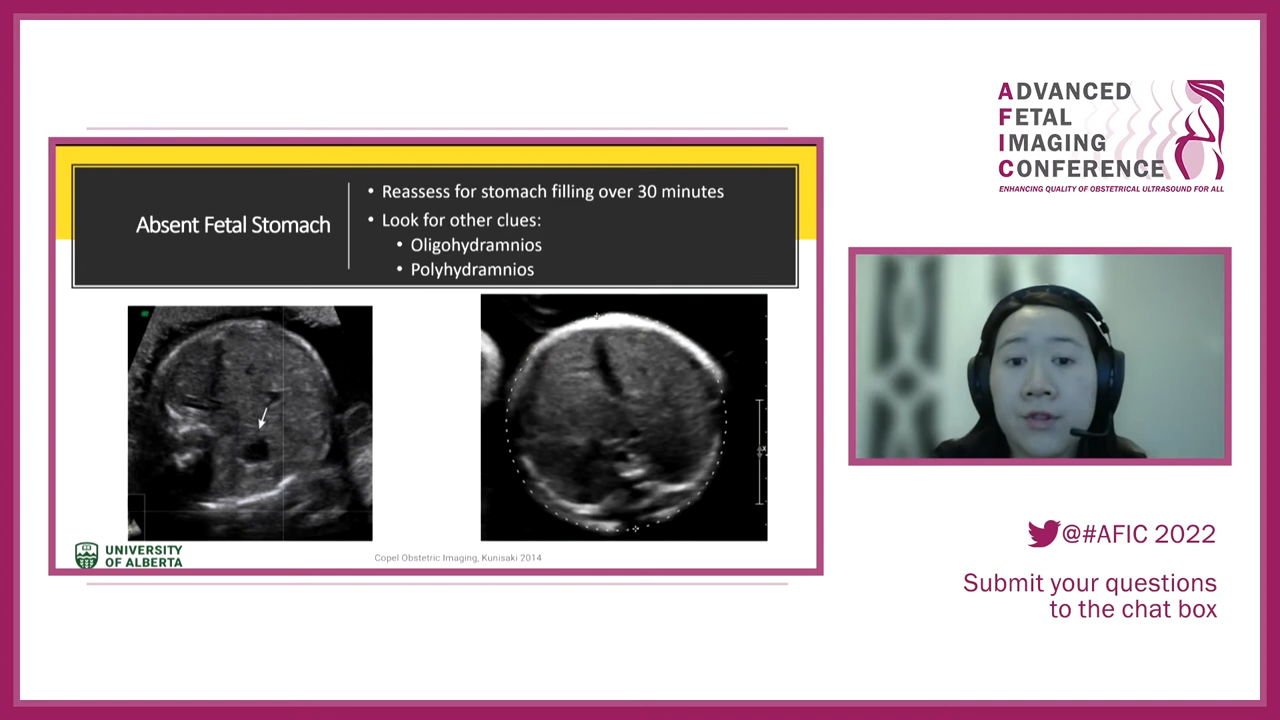 ADVANCED
FETAL
IMAGING
CONFERENCE
ENHANCING QUALITY OF OBSTETRICAL ULTRASOUND FOR ALL
Absent Fetal Stomach
• Reassess for stomach filling over 30 minutes
• Look for other clues:
• Oligohydramnios
• Polyhydramnios
UNIVERSITY
OF ALBERTA
Copel Obstetric Imaging, Kunisaki 2014
@#AFIC 2022
Submit your questions
to the chat box